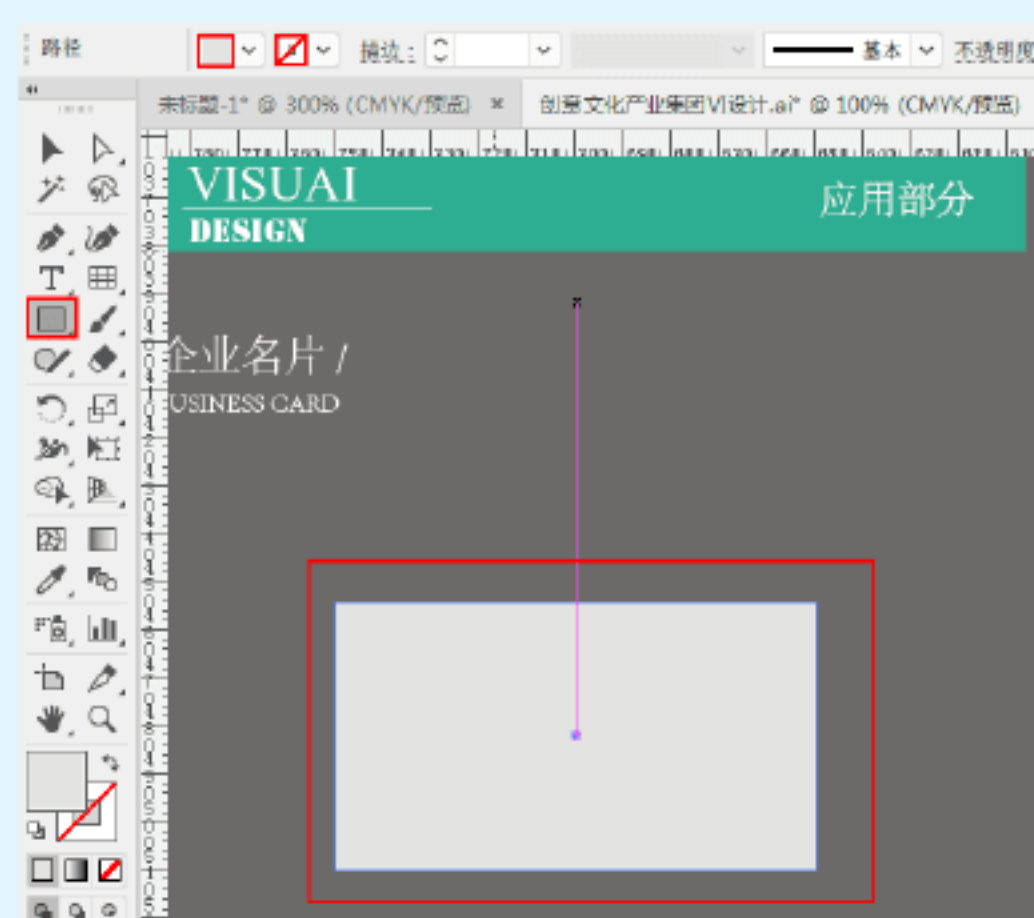 路径
描边：
基本
不透明度
未标题-1* @ 300% (CMYK/预览) ×
创意文化产业集团VI设计.ai* @ 100% (CMYK/预览)
VISUAI
DESIGN
应用部分
企业名片 /
USINESS CARD